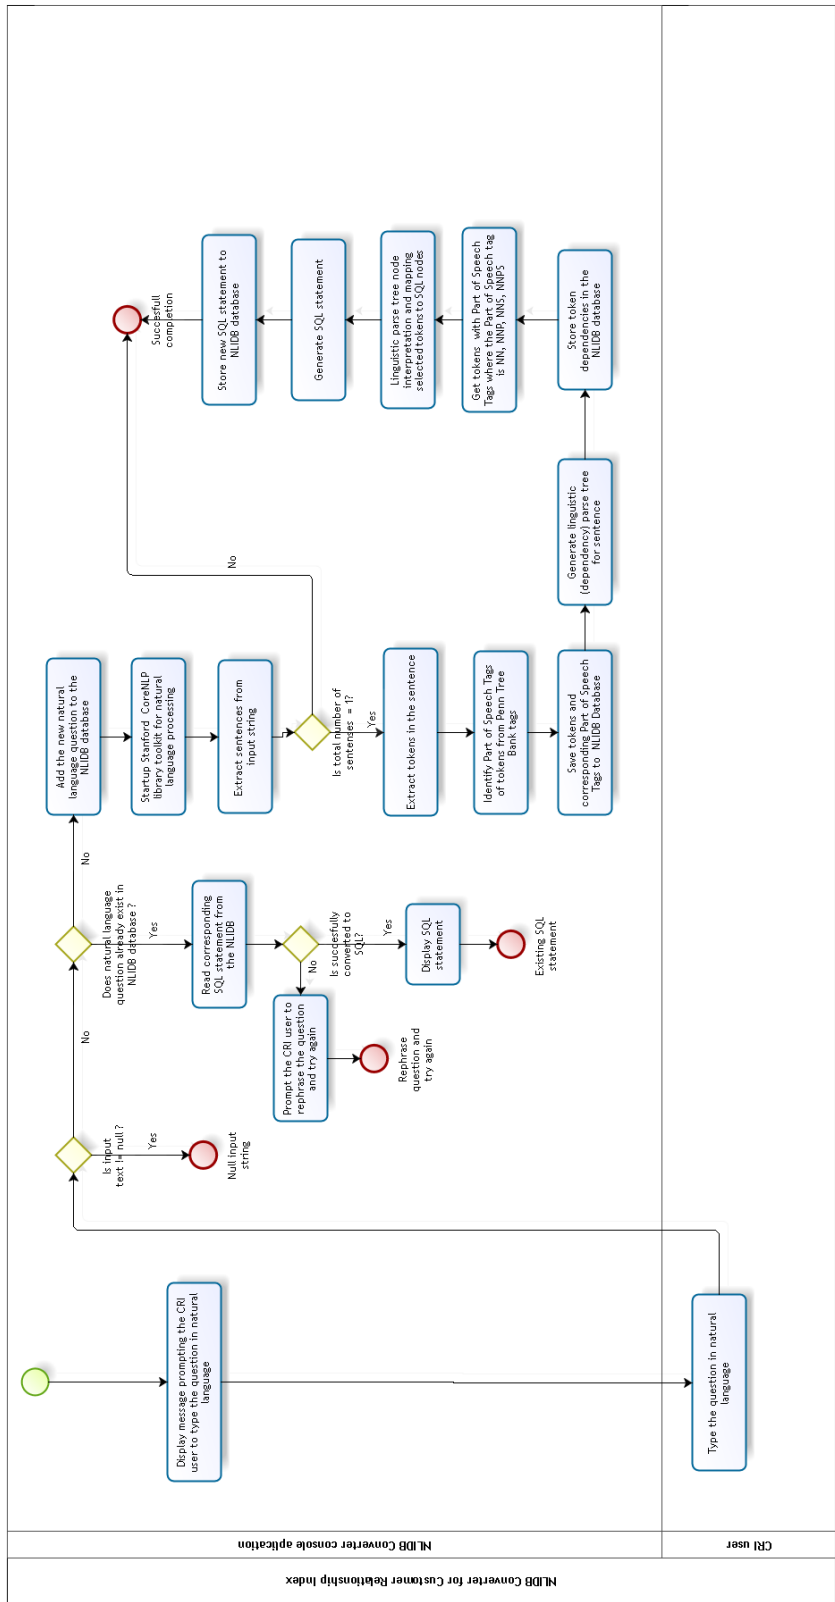 NLIDB Converter for Customer Relationship Index
NLIDB Converter console aplication
CRI user
Display message prompting the CRI
user to type the question in natural
language
Type the question in natural
language
Is input
text != null ?
Yes
Null input
string
No
Does natural language
question already exist in
NLIDB database ?
Yes
Read corresponding
SQL statement from
the NLIDB
Is succesfully
converted to
SQL?
No
Prompt the CRI user to
rephrase the question
and try again
Rephrase
question and
try again
Yes
Display SQL
statement
Existing SQL
statement
No
Add the new natural
language question to the
NLIDB database
Startup Stanford CoreNLP
library toolkit for natural
language processing
Extract sentences from
input string
Is total number of
sentenses = 1?
No
Yes
Extract tokens in the sentence
Identify Part of Speech Tags
of tokens from Penn Tree
Bank tags
Save tokens and
corresponding Part of Speech
Tags to NLIDB Database
Generate linguistic
(dependency) parse tree
for sentence
Store token
dependencies in the
NLIDB database
Get tokens with Part of Speech
Tags where the Part of Speech tag
is NN, NNP, NNS, NNPS
Linguistic parse tree node
interpretation and mapping
selected tokens to SQL nodes
Generate SQL statement
Store new SQL statement to
NLIDB database
Succesfull
completion